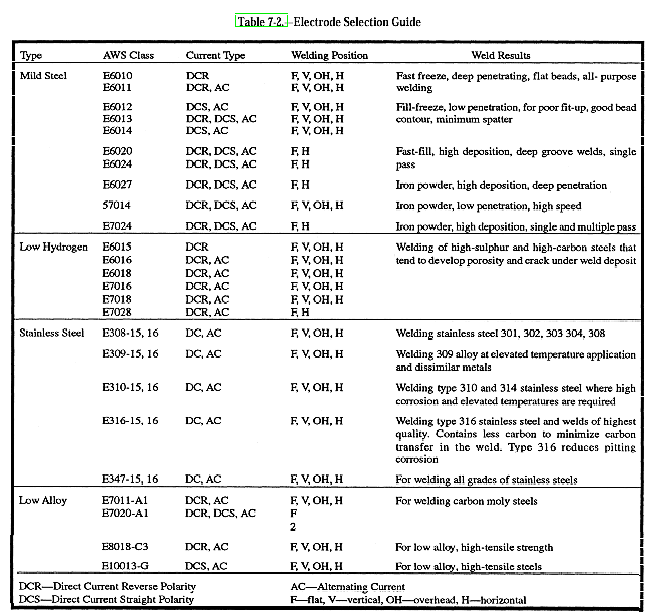 Table 7-2.—Electrode Selection Guide
Type AWS Class Current Type Welding Position Weld Results
Mild Steel E6010 DCR F, V, OH, H Fast freeze, deep penetrating, flat beads, all- purpose
E6011 DCR, AC F, V, OH, H welding
E6012 DCS, AC F, V, OH, H Fill-freeze, low penetration, for poor fit-up, good bead
E6013 DCR, DCS, AC F, V, OH, H contour, minimum spatter
E6014 DCS, AC F, V, OH, H
E6020 DCR, DCS, AC F, H Fast-fill, high deposition, deep groove welds, single
E6024 DCR, DCS, AC F, H pass
E6027 DCR, DCS, AC F, H Iron powder, high deposition, deep penetration
57014 DCR, DCS, AC F, V, OH, H Iron powder, low penetration, high speed
E7024 DCR, DCS, AC F, H Iron powder, high deposition, single and multiple pass
Low Hydrogen E6015 DCR F, V, OH, H Welding of high-sulphur and high-carbon steels that
E6016 DCR, AC F, V, OH, H tend to develop porosity and crack under weld deposit
E6018 DCR, AC F, V, OH, H
E7016 DCR, AC F, V, OH, H
E7018 DCR, AC F, V, OH, H
E7028 DCR, AC F, H
Stainless Steel E308-15, 16 DC, AC F, V, OH, H Welding stainless steel 301, 302, 303 304, 308
E309-15, 16 DC, AC F, V, OH, H Welding 309 alloy at elevated temperature application
and dissimilar metals
E310-15, 16 DC, AC F, V, OH, H Welding type 310 and 314 stainless steel where high
corrosion and elevated temperatures are required
E316-15, 16 DC, AC F, V, OH, H Welding type 316 stainless steel and welds of highest
quality. Contains less carbon to minimize carbon
transfer in the weld. Type 316 reduces pitting
corrosion
E347-15, 16 DC, AC F, V, OH, H For welding all grades of stainless steels
Low Alloy E7011-A1 DCR, AC F, V, OH, H For welding carbon moly steels
E7020-A1 DCR, DCS, AC F
2
E8018-C3 DCR, AC F, V, OH, H For low alloy, high-tensile strength
E10013-G DCS, AC F, V, OH, H For low alloy, high-tensile steels
DCR—Direct Current Reverse Polarity AC—Alternating Current
DCS—Direct Current Straight Polarity F—flat, V—vertical, OH—overhead, H—horizontal